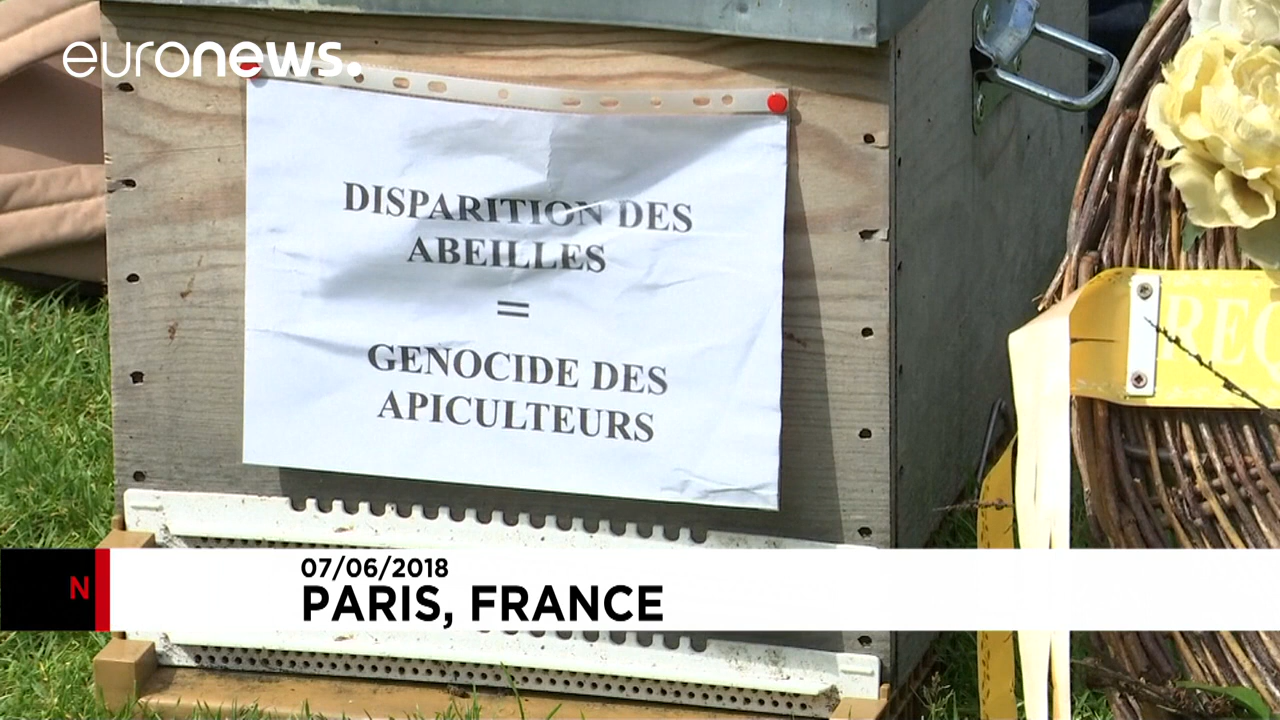 euronews.
DISPARITION DES
ABEILLES
=
GENOCIDE DES
APICULTEURS
N
07/06/2018
PARIS, FRANCE